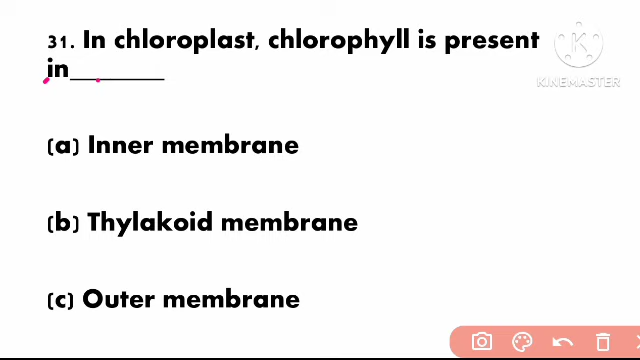 31. In chloroplast, chlorophyll is present
in________
(a) Inner membrane
(b) Thylakoid membrane
(c) Outer membrane
K
KINEMASTER